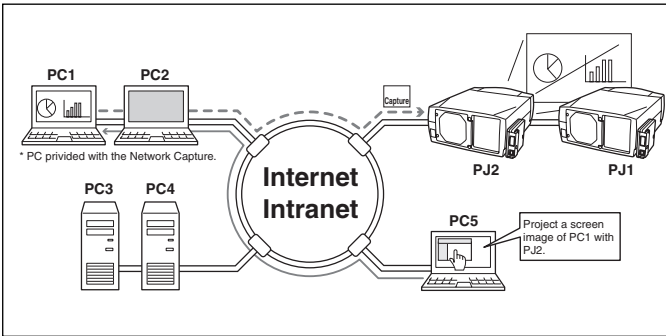 PC1
PC2
Capture
* PC privided with the Network Capture.
PJ2
PJ1
PC3
PC4
Internet
Intranet
PC5
Project a screen
image of PC1 with
PJ2.